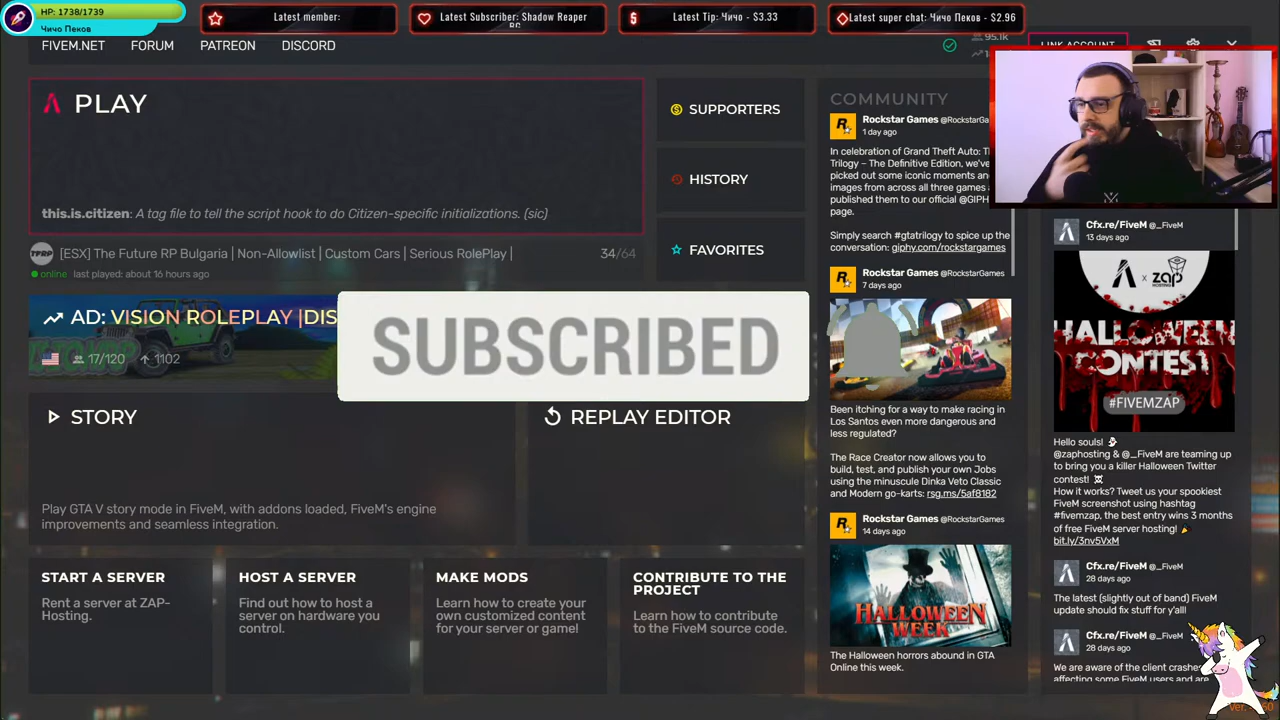 HP: 1738/1739
Чичо Пеков
Latest member:
Latest Subscriber: Shadow Reaper
Latest Tip: Чичо - $3.33
Latest super chat: Чичо Пеков - $2.96
FIVEM.NET
FORUM
PATREON
DISCORD
95.1k
LINK ACCOUNT
PLAY
this.is.citizen: A tag file to tell the script hook to do Citizen-specific initializations. (sic)
[ESX] The Future RP Bulgaria | Non-Allowlist | Custom Cars | Serious RolePlay |
34/64
online last played: about 16 hours ago
SUPPORTERS
HISTORY
FAVORITES
AD: VISION ROLEPLAY |DIS
17/120
1102
SUBSCRIBED
STORY
Play GTA V story mode in FiveM, with addons loaded, FiveM's engine
improvements and seamless integration.
REPLAY EDITOR
START A SERVER
Rent a server at ZAP-
Hosting.
HOST A SERVER
Find out how to host a
server on hardware you
control.
MAKE MODS
Learn how to create your
own customized content
for your server or game!
CONTRIBUTE TO THE
PROJECT
Learn how to contribute
to the FiveM source code.
COMMUNITY
Rockstar Games @RockstarGa
1 day ago
In celebration of Grand Theft Auto: T
Trilogy – The Definitive Edition, we've
picked out some iconic moments and
images from across all three games a
published them to our official @GIPH
page.
Simply search #gtatrilogy to spice up the
conversation: giphy.com/rockstargames
Rockstar Games @RockstarGames
7 days ago
Been itching for a way to make racing in
Los Santos even more dangerous and
less regulated?
The Race Creator now allows you to
build, test, and publish your own Jobs
using the minuscule Dinka Veto Classic
and Modern go-karts: rsg.ms/5af8182
Rockstar Games @RockstarGames
14 days ago
HALLOWEEN
WEEK
The Halloween horrors abound in GTA
Online this week.
Cfx.re/FiveM @_FiveM
13 days ago
x zap
HOSTING
HALLOWEEN
CONTEST
#FIVEMZAP
Hello souls!
@zaphosting & @_FiveM are teaming up
to bring you a killer Halloween Twitter
contest!
How it works? Tweet us your spookiest
FiveM screenshot using hashtag
#fivemzap, the best entry wins 3 months
of free FiveM server hosting!
bit.ly/3nv5VxM
Cfx.re/FiveM @_FiveM
28 days ago
The latest (slightly out of band) FiveM
update should fix stuff for y'all!
Cfx.re/FiveM @_FiveM
28 days ago
We are aware of the client crashes
affecting some FiveM users and are